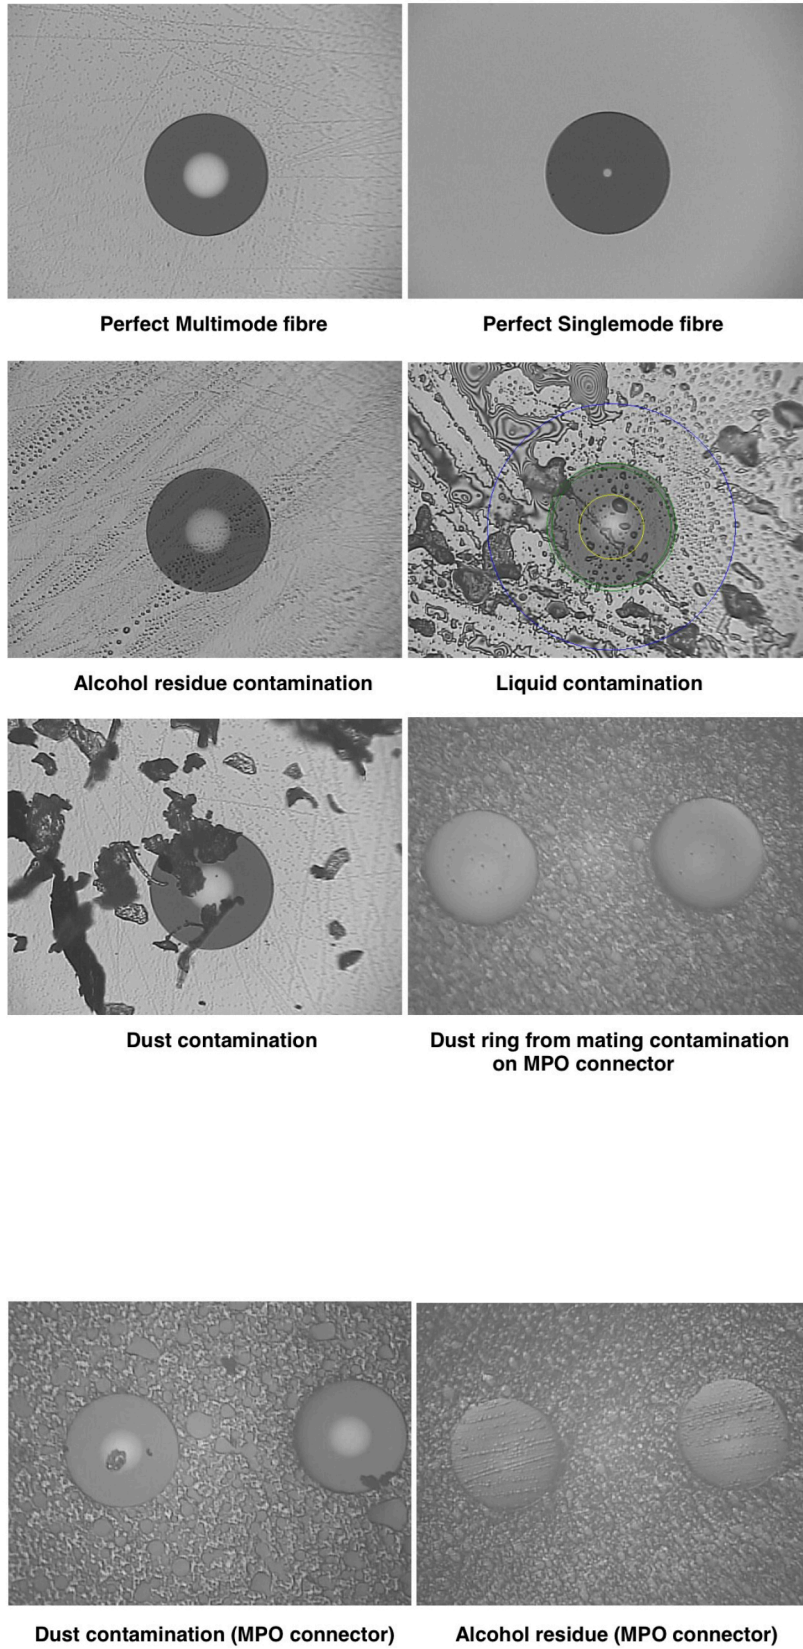 Perfect Multimode fibre
Perfect Singlemode fibre
Alcohol residue contamination
Liquid contamination
Dust contamination
Dust ring from mating contamination
on MPO connector
Dust contamination (MPO connector)
Alcohol residue (MPO connector)